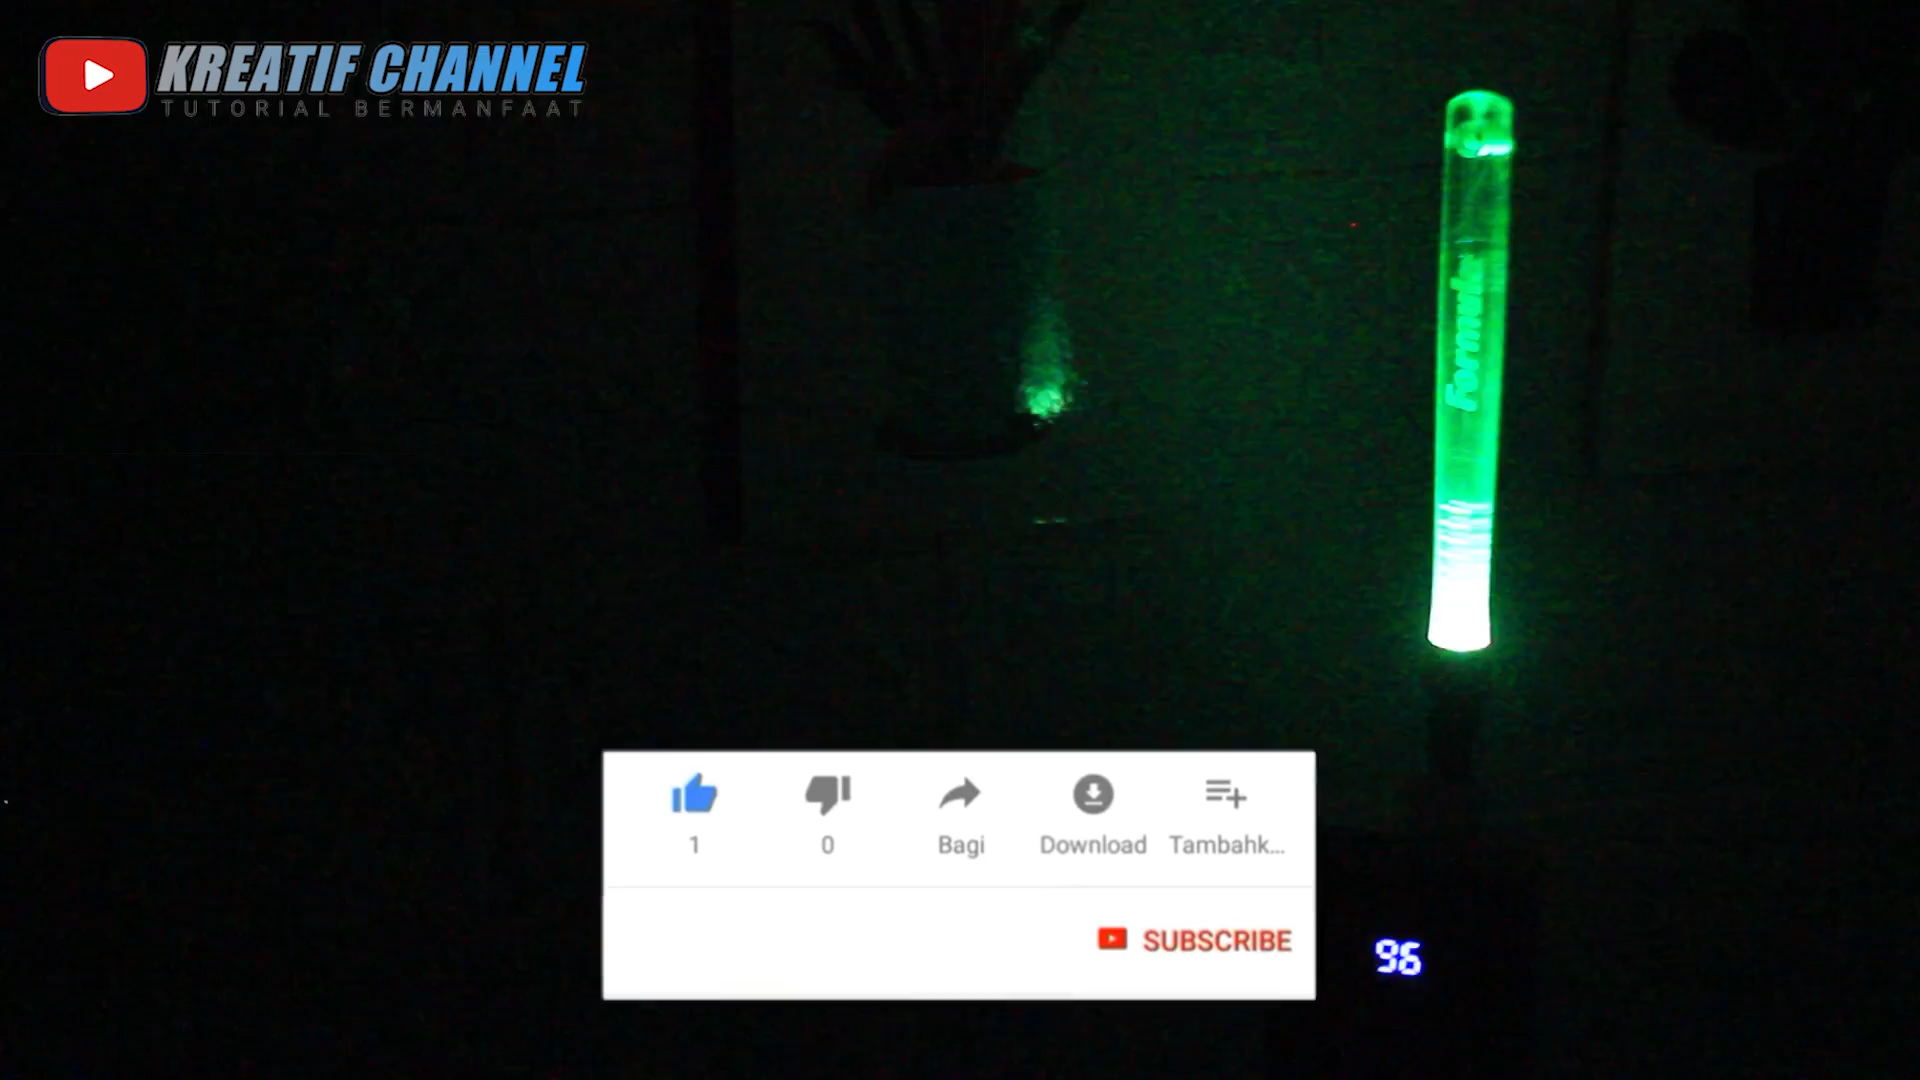 KREATIF CHANNEL
TUTORIAL BERMANFAAT
Formula
1
0
Bagi
Download
Tambahk...
SUBSCRIBE
96